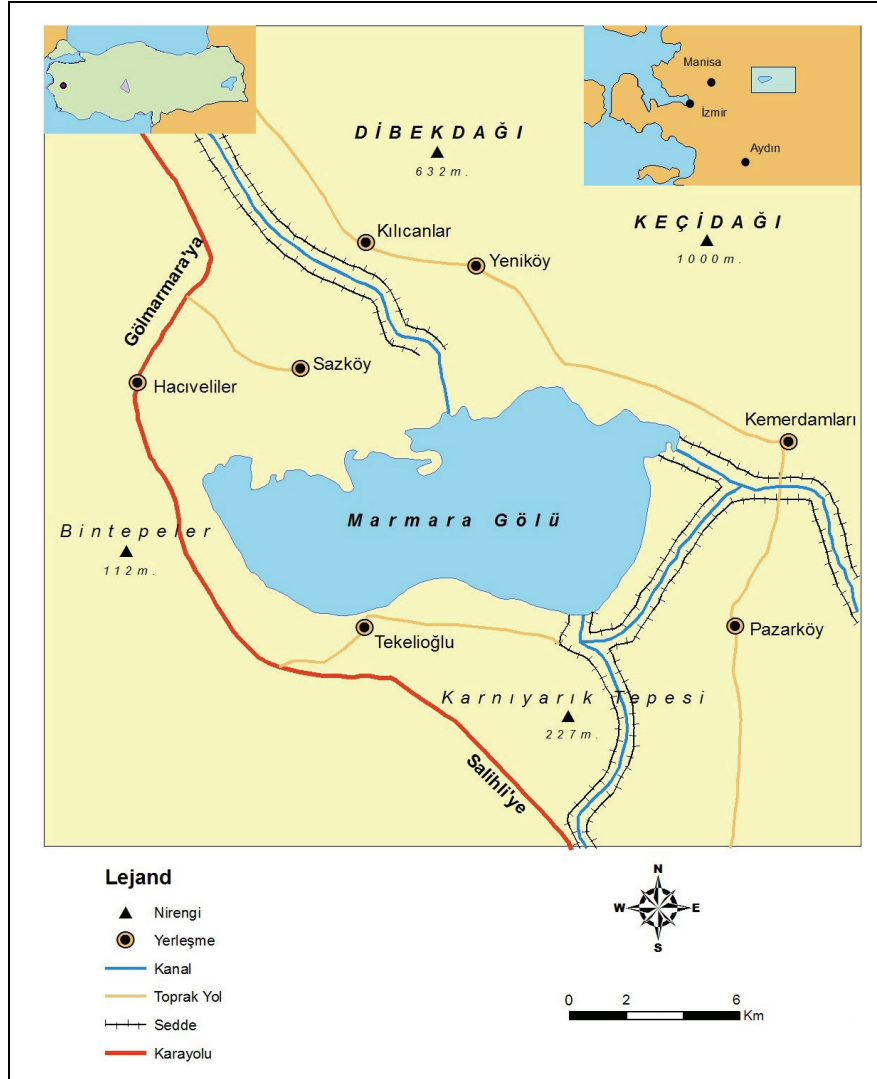 Manisa
İzmir
Aydın
DİBEKDAĞI
632 m.
KEÇİDAĞI
1000 m.
Kılıcanlar
Yeniköy
Gölmarmara'ya
Sazköy
Hacıveliler
Kemerdamları
Marmara Gölü
Bintepeler
112 m.
Tekelioğlu
Pazarköy
Karnıyarık Tepesi
227 m.
Salihli'ye
Lejand
Nirengi
Yerleşme
Kanal
Toprak Yol
Sedde
Karayolu
N
W E
S
0 2 6
Km